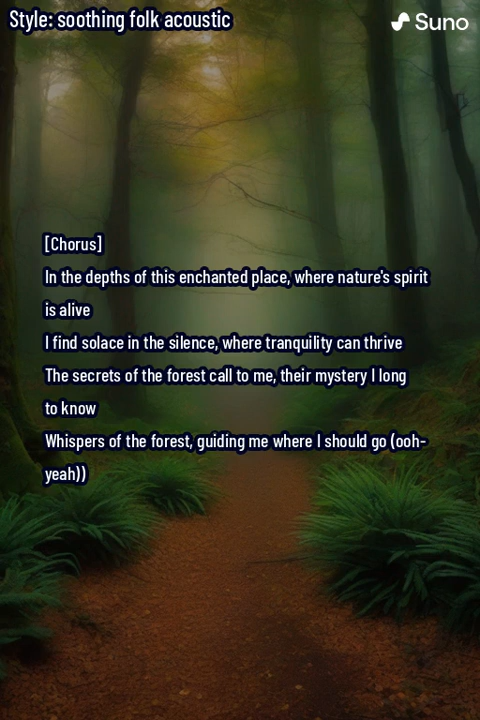 Style: soothing folk acoustic
Suno
[Chorus]
In the depths of this enchanted place, where nature's spirit
is alive
I find solace in the silence, where tranquility can thrive
The secrets of the forest call to me, their mystery I long
to know
Whispers of the forest, guiding me where I should go (ooh-
yeah))